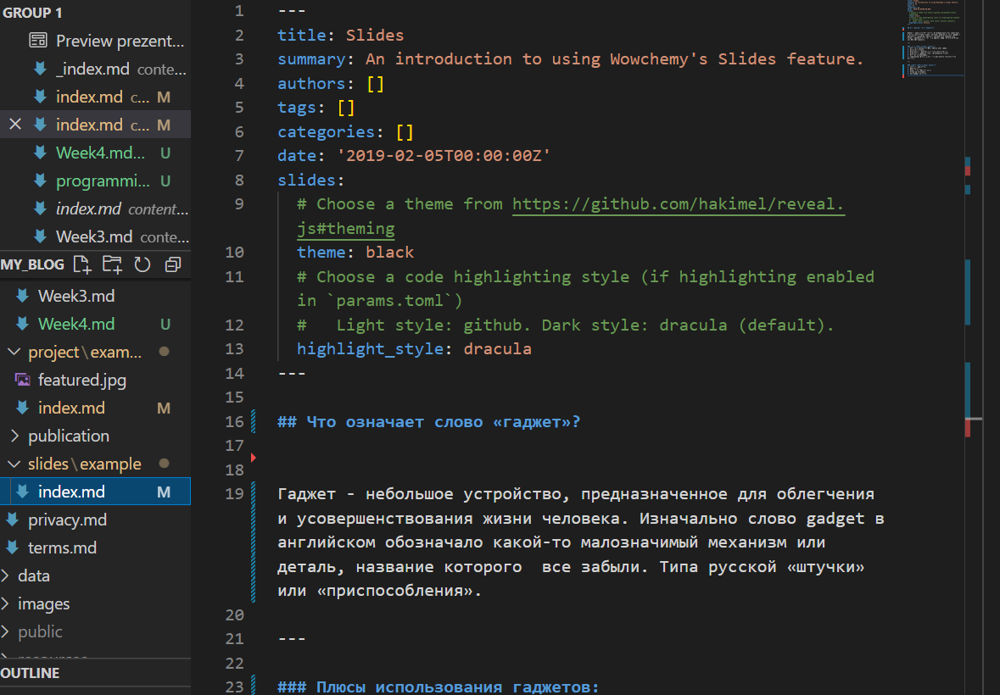 GROUP 1
Preview prezent...
_index.md conte...
index.md c... M
index.md c... M
Week4.md... U
programmi... U
index.md content...
Week3.md conte...
MY_BLOG
Week3.md
Week4.md U
project\exam...
featured.jpg
index.md M
publication
slides\example
index.md M
privacy.md
terms.md
data
images
public
resources
OUTLINE
1 ---
2 title: Slides
3 summary: An introduction to using Wowchemy's Slides feature.
4 authors: []
5 tags: []
6 categories: []
7 date: '2019-02-05T00:00:00Z'
8 slides:
9 # Choose a theme from https://github.com/hakimel/reveal.
js#theming
10 theme: black
11 # Choose a code highlighting style (if highlighting enabled
in `params.toml`)
12 #   Light style: github. Dark style: dracula (default).
13 highlight_style: dracula
14 ---
15
16 ## Что означает слово «гаджет»?
17
18
19 Гаджет - небольшое устройство, предназначенное для облегчения
и усовершенствования жизни человека. Изначально слово gadget в
английском обозначало какой-то малозначимый механизм или
деталь, название которого  все забыли. Типа русской «штучки»
или «приспособления».
20
21 ---
22
23 ### Плюсы использования гаджетов: